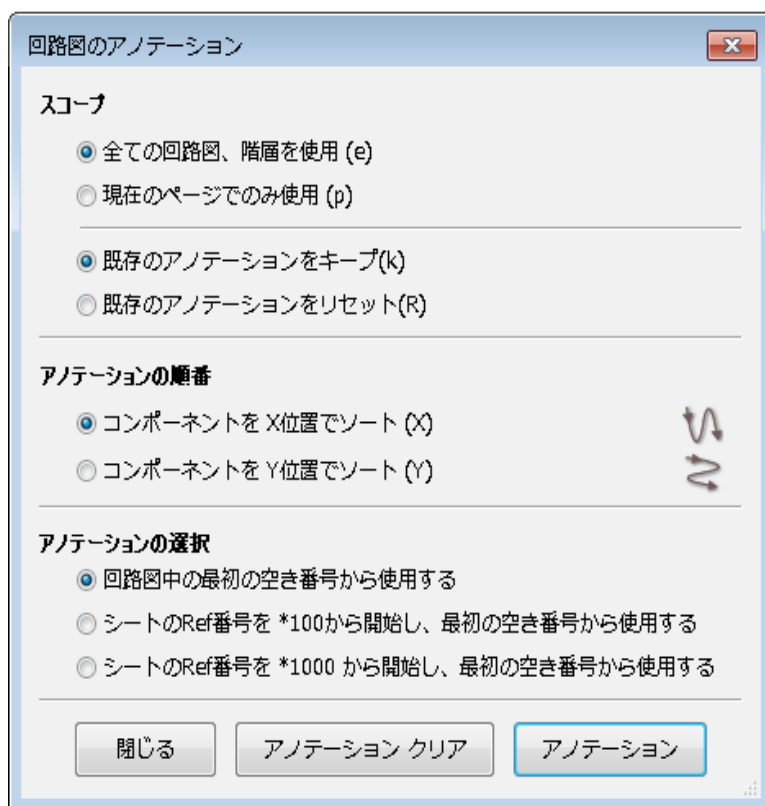 回路図のアノテーション
スコープ
全ての回路図、階層を使用 (e)
現在のページでのみ使用 (p)
既存のアノテーションをキープ(k)
既存のアノテーションをリセット(R)
アノテーションの順番
コンポーネントを X位置でソート (X)
コンポーネントを Y位置でソート (Y)
アノテーションの選択
回路図中の最初の空き番号から使用する
シートのRef番号を *100から開始し、最初の空き番号から使用する
シートのRef番号を *1000 から開始し、最初の空き番号から使用する
閉じる アノテーション クリア アノテーション